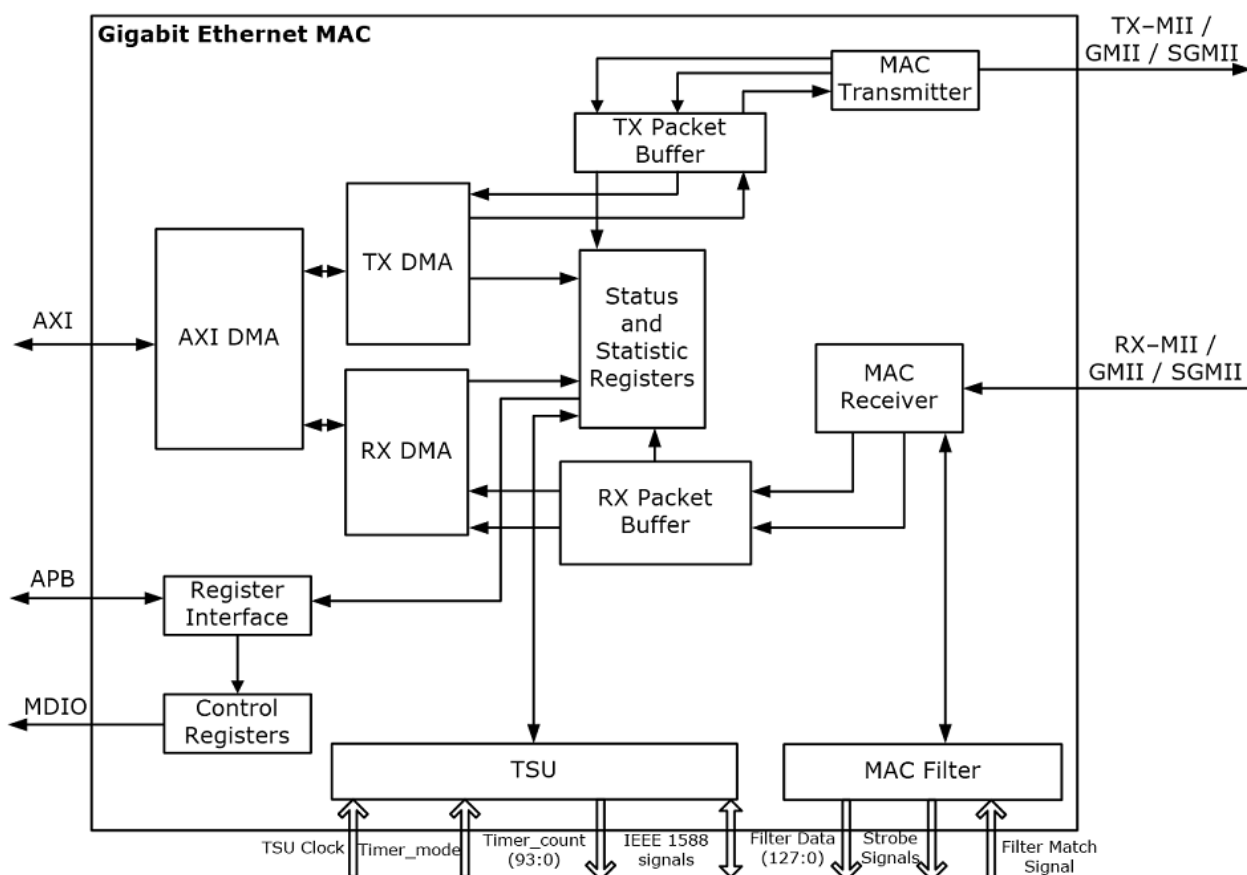 Gigabit Ethernet MAC
TX–MII /
GMII / SGMII
MAC
Transmitter
TX Packet
Buffer
TX DMA
AXI
AXI DMA
Status
and
Statistic
Registers
RX–MII /
GMII / SGMII
MAC
Receiver
RX DMA
RX Packet
Buffer
APB
Register
Interface
MDIO
Control
Registers
TSU
MAC Filter
TSU Clock
Timer_mode
Timer_count
(93:0)
IEEE 1588
signals
Filter Data
(127:0)
Strobe
Signals
Filter Match
Signal